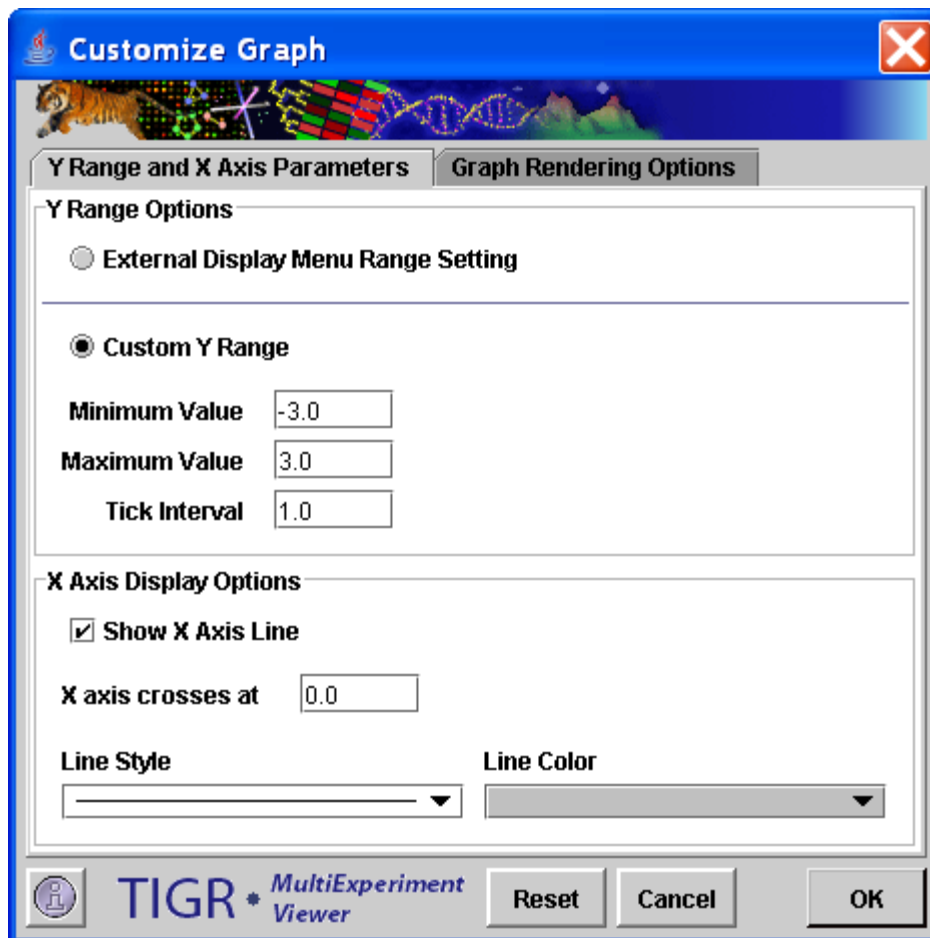 Customize Graph
Y Range and X Axis Parameters
Graph Rendering Options
Y Range Options
External Display Menu Range Setting
Custom Y Range
Minimum Value -3.0
Maximum Value 3.0
Tick Interval 1.0
X Axis Display Options
Show X Axis Line
X axis crosses at 0.0
Line Style
Line Color
TIGR MultiExperiment
Viewer
Reset
Cancel
OK